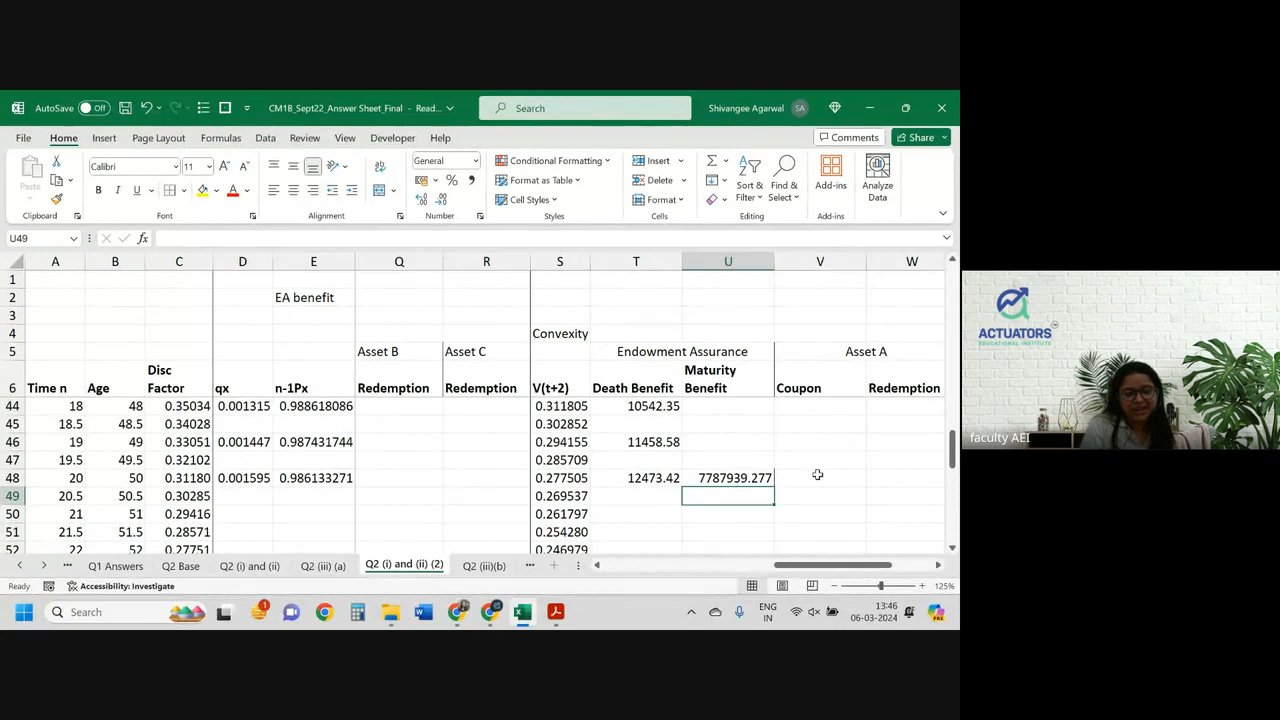 AutoSave Off CM1B_Sept22_Answer Sheet_Final - Read... Search Shivangee Agarwal SA
File Home Insert Page Layout Formulas Data Review View Developer Help Comments Share
Paste Calibri 11 A A General Conditional Formatting Insert Sort & Filter Find & Select Add-ins Analyze Data
B I U A % Format as Table Delete
Cell Styles Format
Clipboard Font Alignment Number Styles Cells Editing Add-ins
U49 fx
A B C D E Q R S T U V W
1
2 EA benefit
3
4 Convexity
5 Asset B Asset C Endowment Assurance Asset A
6 Time n Age Disc Factor qx n-1Px Redemption Redemption V(t+2) Death Benefit Maturity Benefit Coupon Redemption
44 18 48 0.35034 0.001315 0.988618086 0.311805 10542.35
45 18.5 48.5 0.34028 0.302852
46 19 49 0.33051 0.001447 0.987431744 0.294155 11458.58
47 19.5 49.5 0.32102 0.285709
48 20 50 0.31180 0.001595 0.986133271 0.277505 12473.42 7787939.277
49 20.5 50.5 0.30285 0.269537
50 21 51 0.29416 0.261797
51 21.5 51.5 0.28571 0.254280
52 22 52 0.27751 0.246979
Q1 Answers Q2 Base Q2 (i) and (ii) Q2 (iii) (a) Q2 (i) and (ii) (2) Q2 (iii)(b)
Ready Accessibility: Investigate 125%
Search ENG IN 13:46 06-03-2024
ACTUATORS
EDUCATIONAL INSTITUTE
faculty AEI